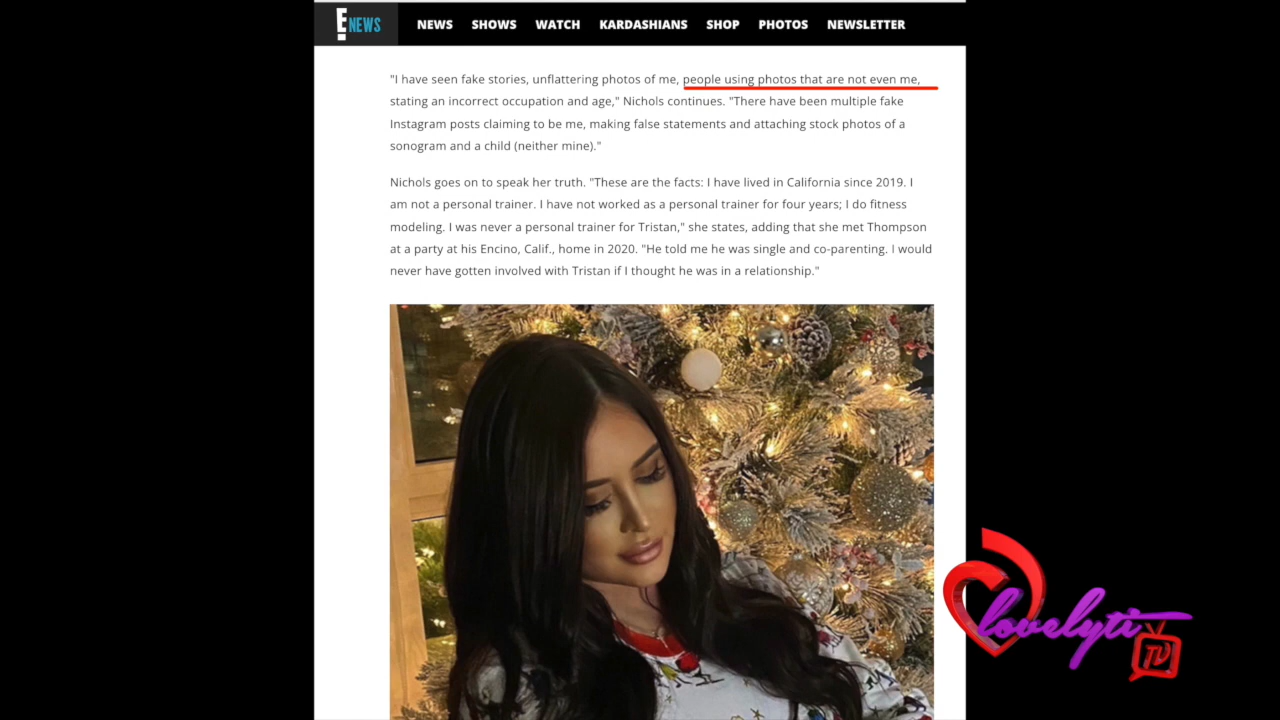 E! NEWS
NEWS SHOWS WATCH KARDASHIANS SHOP PHOTOS NEWSLETTER
"I have seen fake stories, unflattering photos of me, people using photos that are not even me,
stating an incorrect occupation and age," Nichols continues. "There have been multiple fake
Instagram posts claiming to be me, making false statements and attaching stock photos of a
sonogram and a child (neither mine)."
Nichols goes on to speak her truth. "These are the facts: I have lived in California since 2019. I
am not a personal trainer. I have not worked as a personal trainer for four years; I do fitness
modeling. I was never a personal trainer for Tristan," she states, adding that she met Thompson
at a party at his Encino, Calif., home in 2020. "He told me he was single and co-parenting. I would
never have gotten involved with Tristan if I thought he was in a relationship."
lovelyti
TV